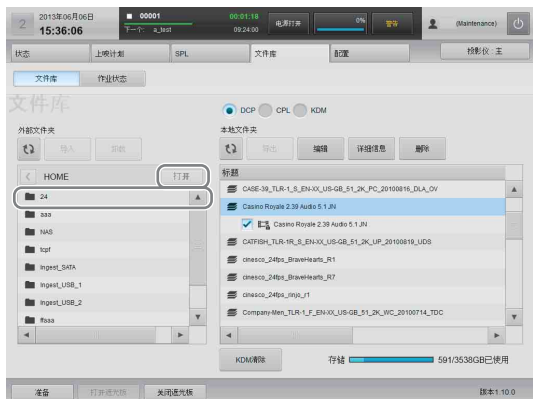 2
2013年06月06日
15:36:06
■ 00001
下一个: a_test
00:01:18
09:24:00
电源打开
0%
警告
(Maintenance)
状态
上映计划
SPL
文件库
配置
投影仪:主
文件库
作业状态
文件库
DCP CPL KDM
外部文件夹
本地文件夹
导入
卸载
导出
编辑
详细信息
删除
HOME
打开
标题
24
aaa
NAS
tcpf
Ingest_SATA
Ingest_USB_1
Ingest_USB_2
CASE-39_TLR-1_S_EN-XX_US-GB_51_2K_PC_20100816_DLA_OV
Casino Royale 2.39 Audio 5.1 JN
Casino Royale 2.39 Audio 5.1 JN
CATFISH_TLR-1R_S_EN-XX_US-GB_51_2K_UP_20100819_UDS
cinesco_24fps_BraveHearts_R1
cinesco_24fps_BraveHearts_R7
Company-Men_TLR-1_F_EN-XX_US-GB_51_2K_WC_20100714_TDC
KDM清除
存储
591/3538GB已使用
准备
打开遮光板
关闭遮光板
版本1.10.0